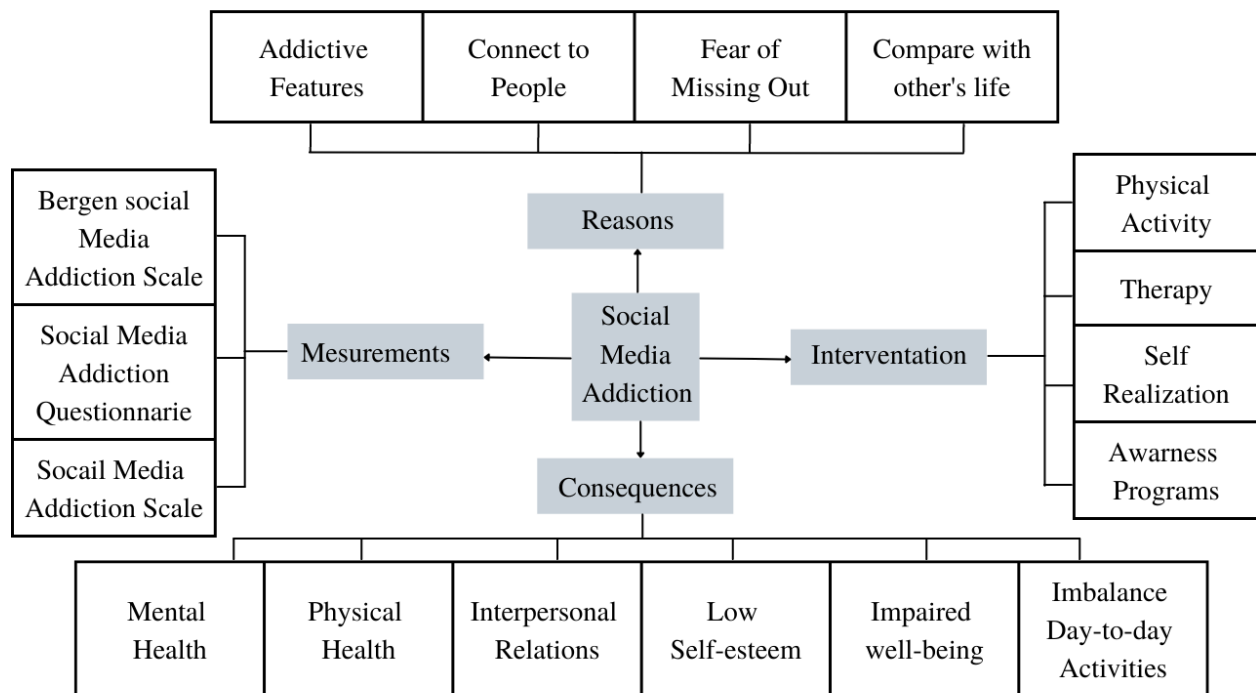 Addictive
Features
Connect to
People
Fear of
Missing Out
Compare with
other's life
Reasons
Bergen social
Media
Addiction Scale
Social Media
Addiction
Questionnarie
Socail Media
Addiction Scale
Mesurements
Social
Media
Addiction
Interventation
Physical
Activity
Therapy
Self
Realization
Awarness
Programs
Consequences
Mental
Health
Physical
Health
Interpersonal
Relations
Low
Self-esteem
Impaired
well-being
Imbalance
Day-to-day
Activities